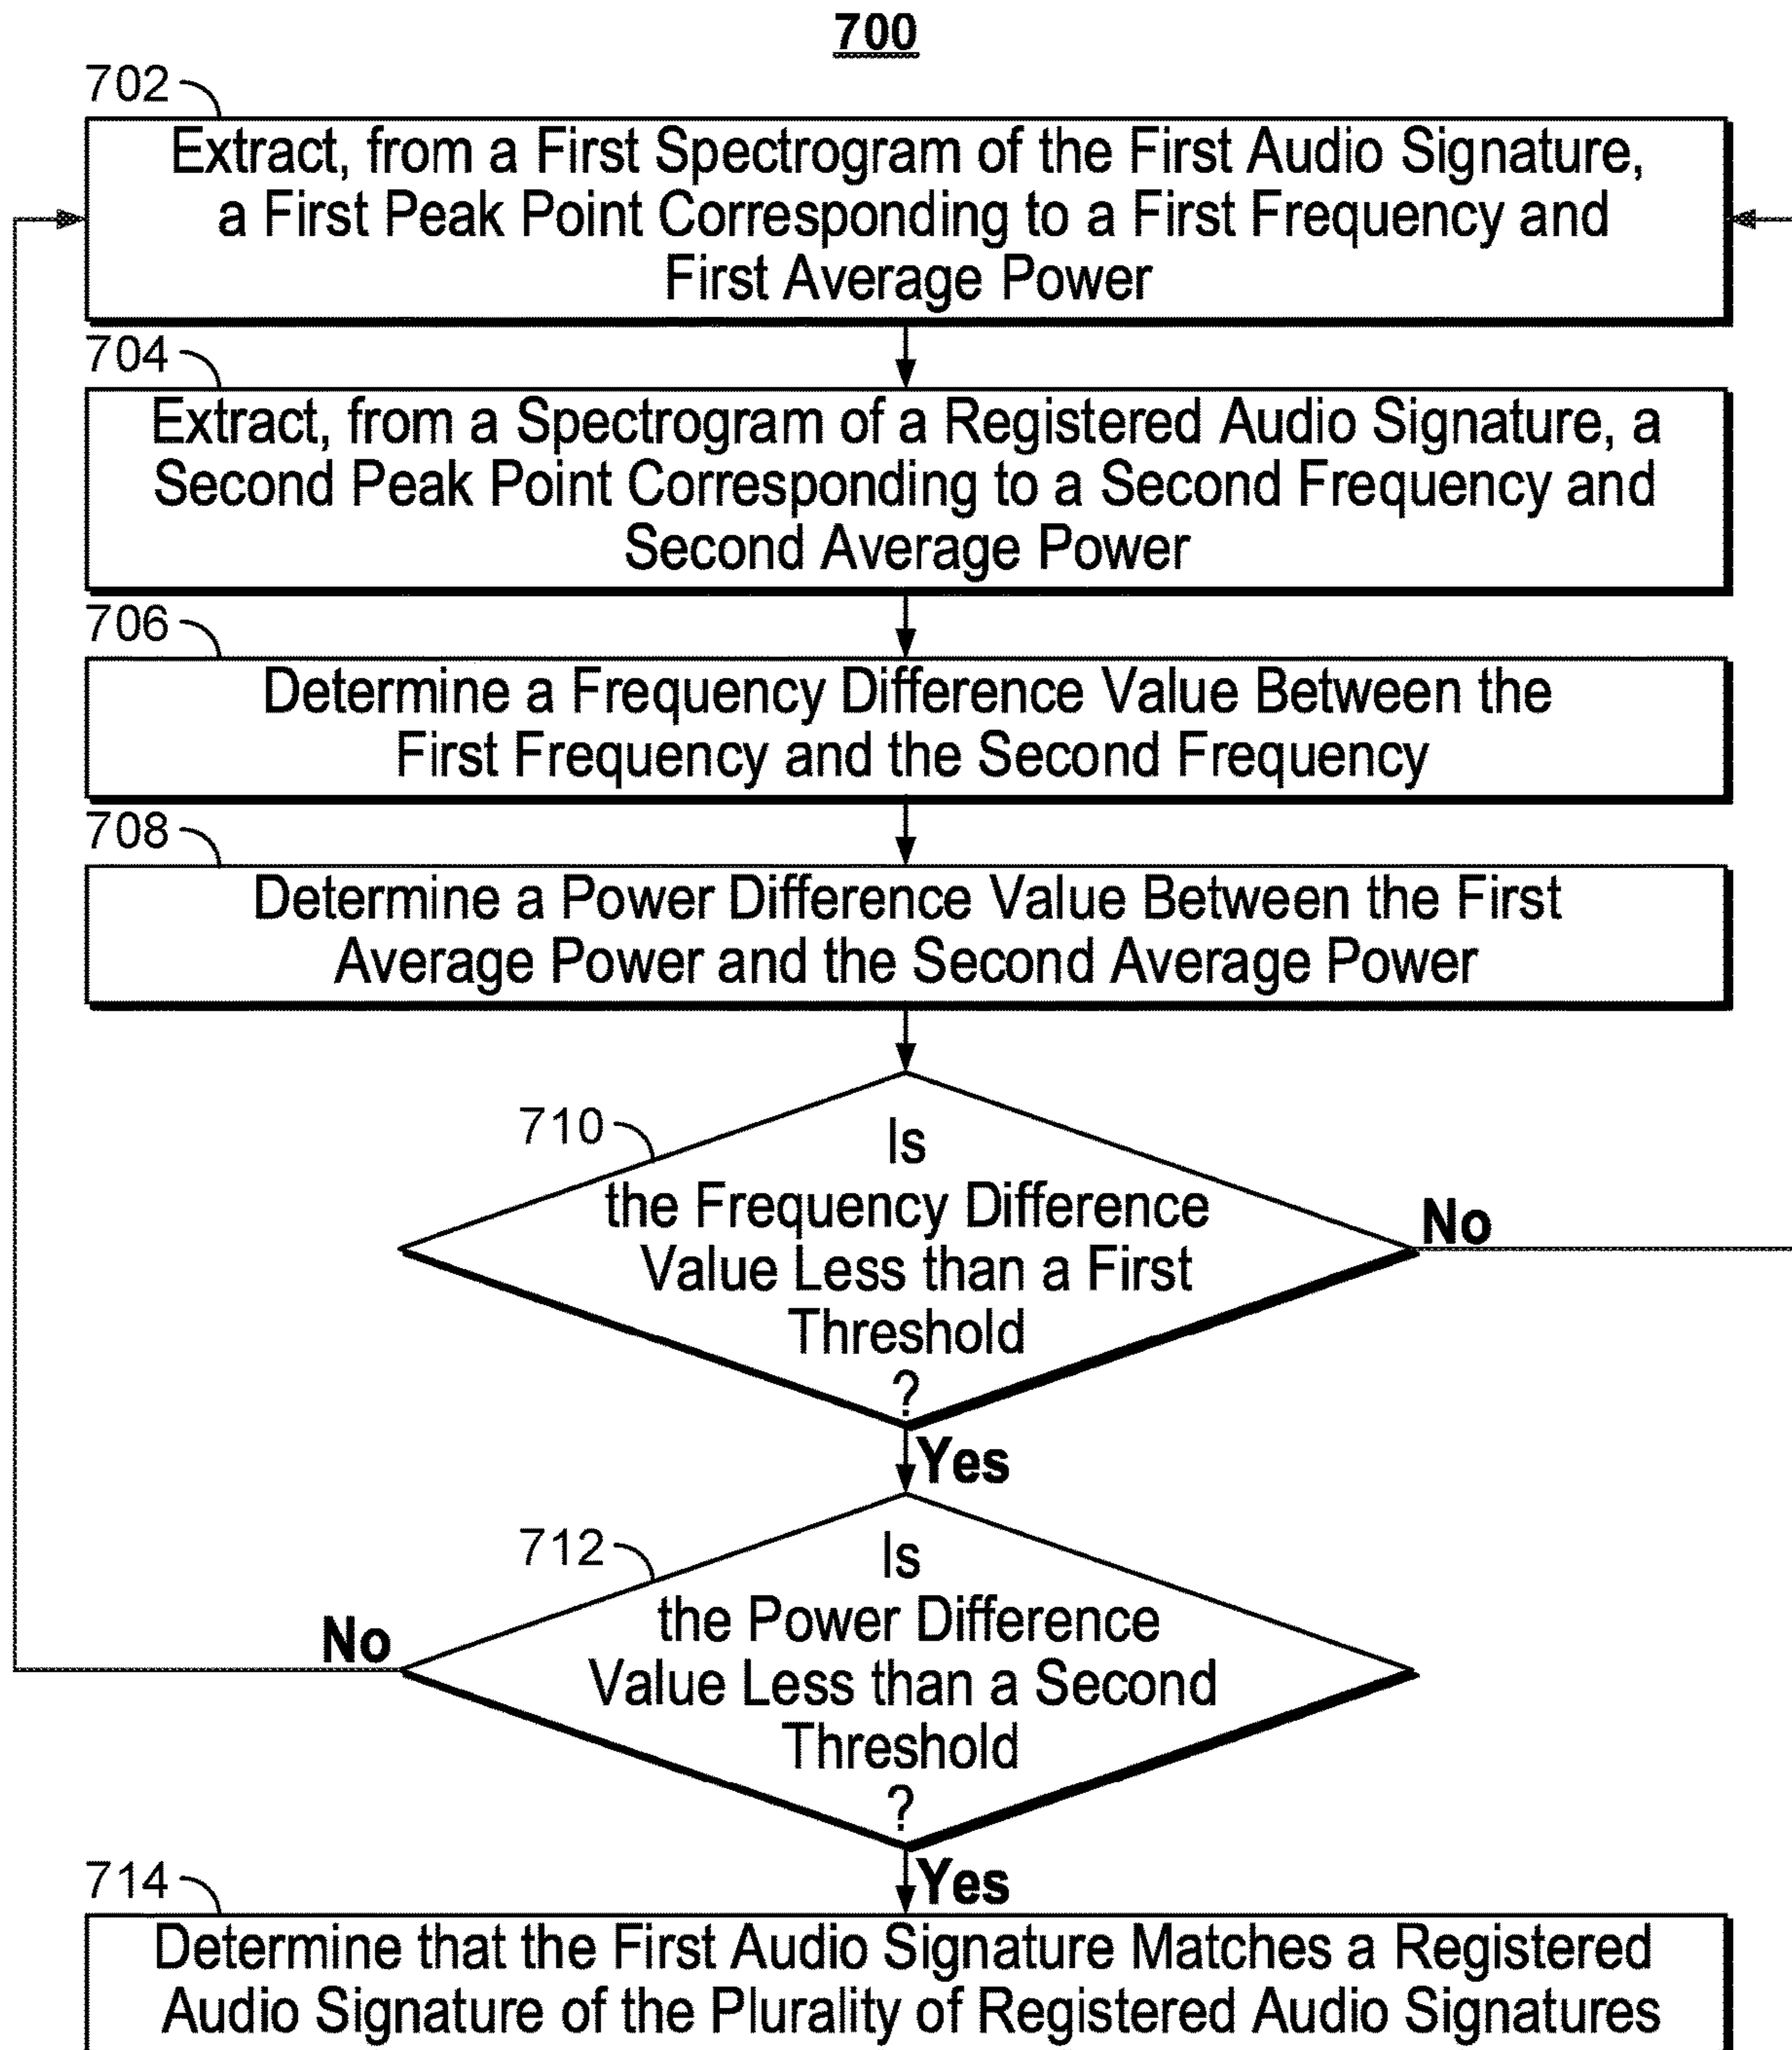 700
702
Extract, from a First Spectrogram of the First Audio Signature,
a First Peak Point Corresponding to a First Frequency and
First Average Power
704
Extract, from a Spectrogram of a Registered Audio Signature, a
Second Peak Point Corresponding to a Second Frequency and
Second Average Power
706
Determine a Frequency Difference Value Between the
First Frequency and the Second Frequency
708
Determine a Power Difference Value Between the First
Average Power and the Second Average Power
710
Is
the Frequency Difference
Value Less than a First
Threshold
?
No
Yes
712
Is
the Power Difference
Value Less than a Second
Threshold
?
No
Yes
714
Determine that the First Audio Signature Matches a Registered
Audio Signature of the Plurality of Registered Audio Signatures